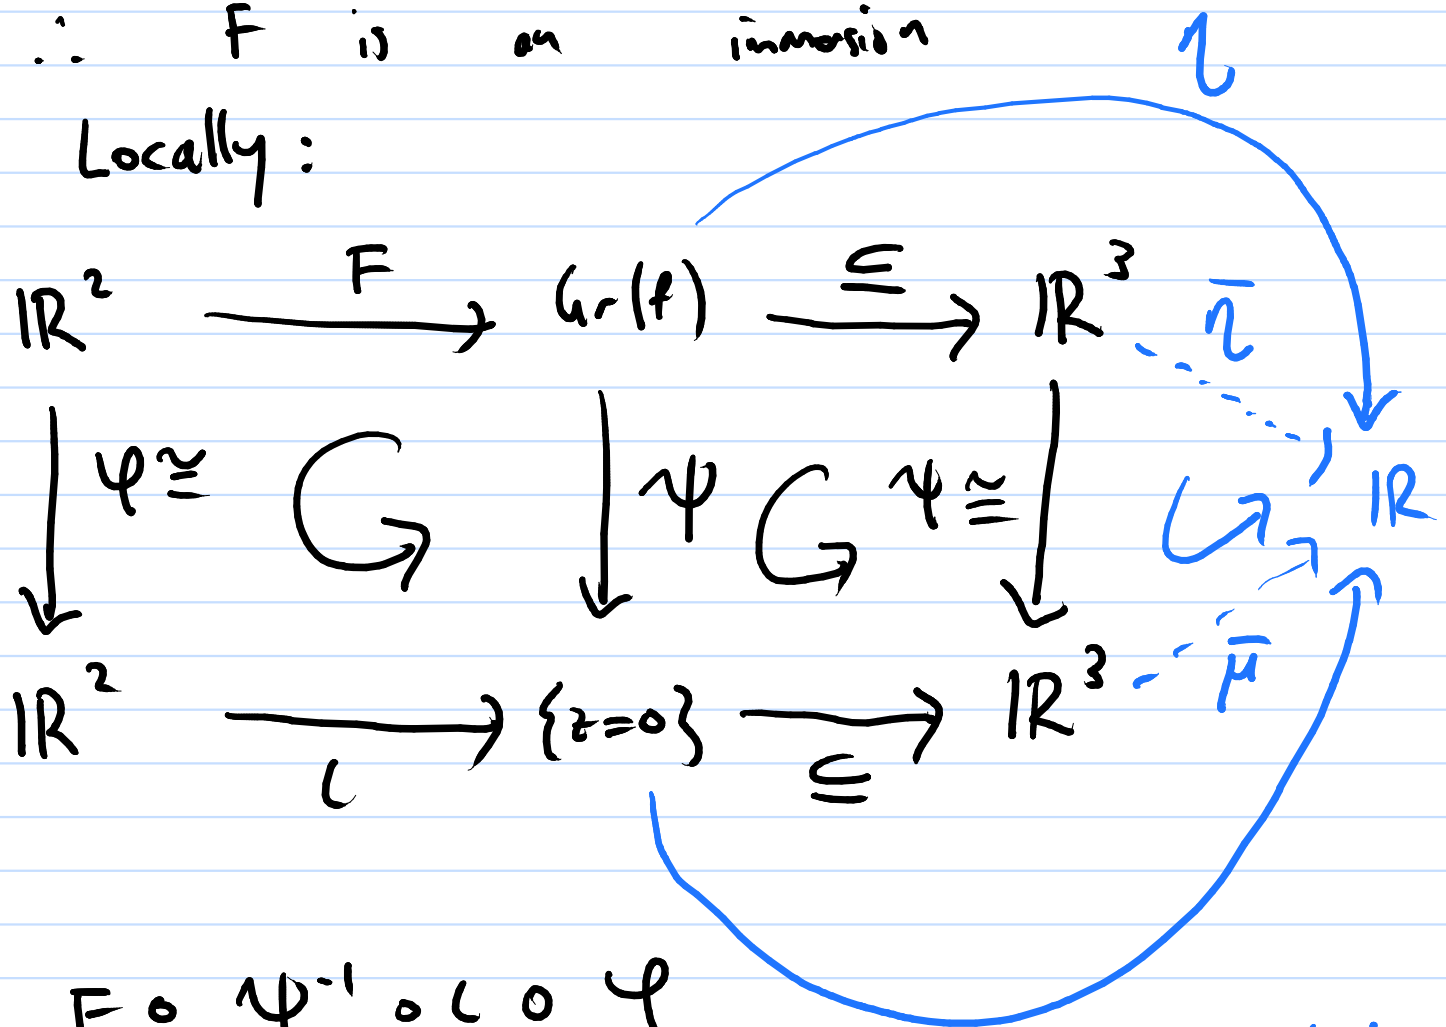 ∴ F is an immersion
η
Locally:
ℝ² F Gr(f) ⊆ ℝ³ η̄
φ ≅ ψ ψ ≅ ℝ
ℝ² ι {z=0} ⊆ ℝ³ μ̄
F ∘ ψ⁻¹ ∘ ι ∘ φ